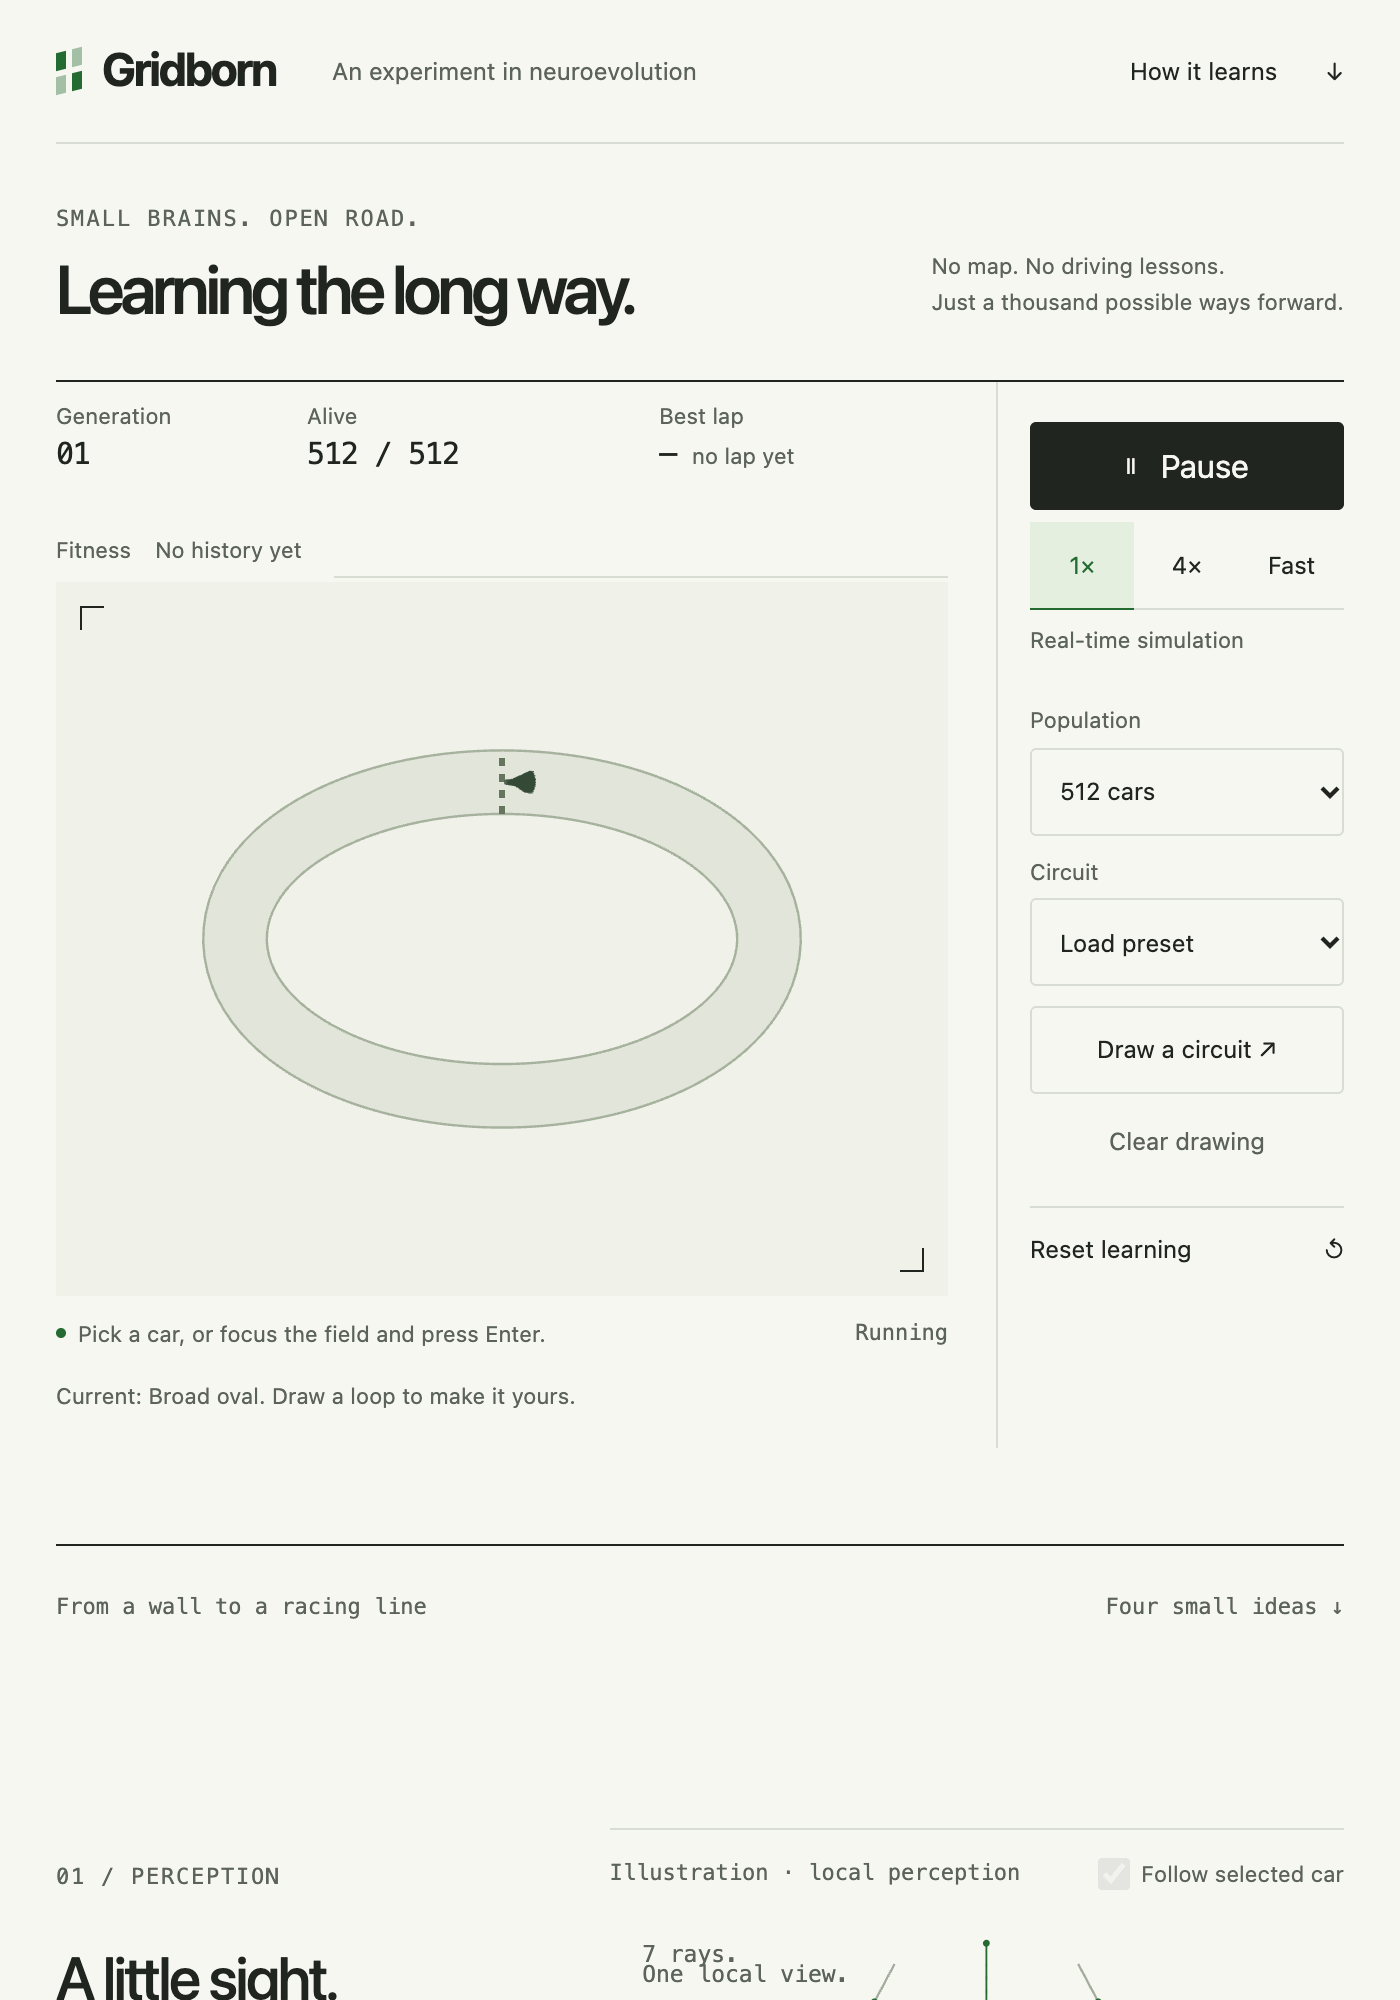 Gridborn
An experiment in neuroevolution
How it learns ↓
SMALL BRAINS. OPEN ROAD.
Learning the long way.
No map. No driving lessons.
Just a thousand possible ways forward.
Generation
01
Alive
512 / 512
Best lap
— no lap yet
Pause
Fitness No history yet
1× 4× Fast
Real-time simulation
Population
512 cars
Circuit
Load preset
Draw a circuit ↗
Clear drawing
Reset learning
Pick a car, or focus the field and press Enter.
Running
Current: Broad oval. Draw a loop to make it yours.
From a wall to a racing line
Four small ideas ↓
01 / PERCEPTION
Illustration · local perception
Follow selected car
A little sight.
7 rays.
One local view.